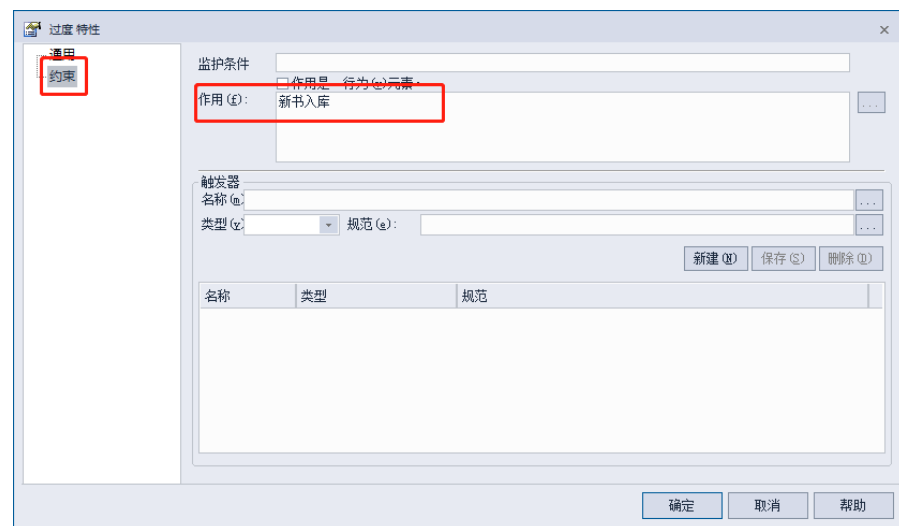 过度 特性
通用
约束
监护条件
作用是一行为(e)元素:
作用(f):
新书入库
...
触发器
名称(m)
...
类型(y)
规范(e):
...
新建(N)
保存(S)
删除(D)
名称 类型 规范
确定 取消 帮助